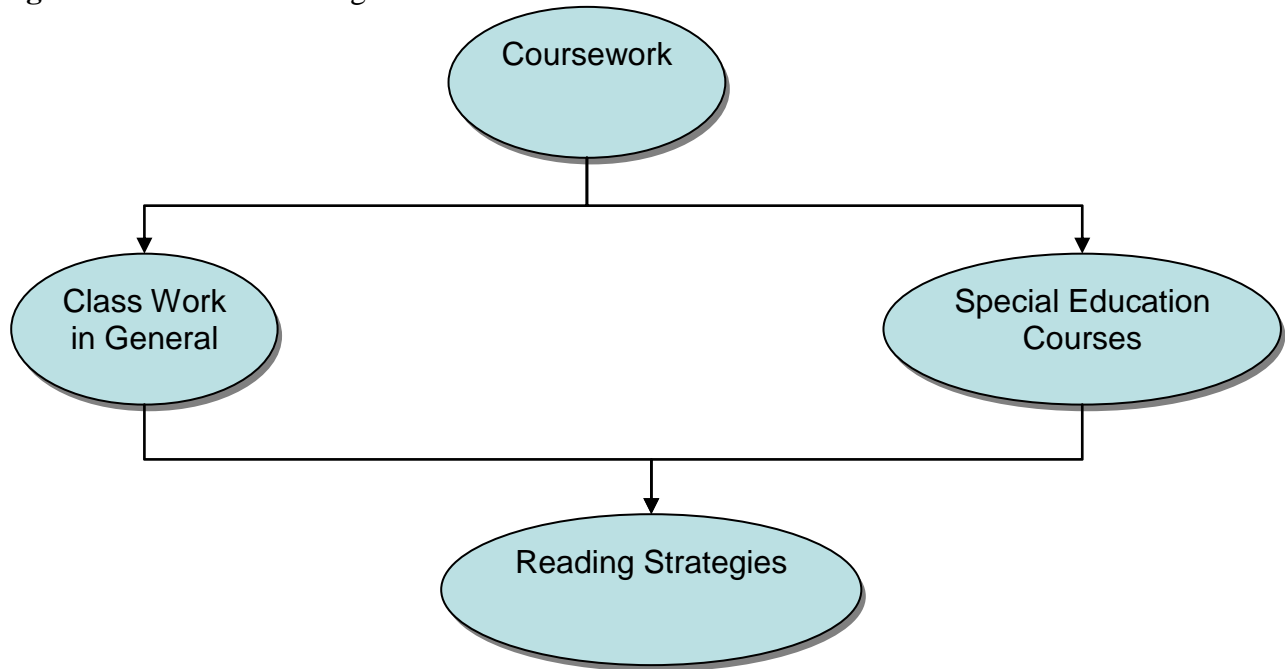 Coursework
Class Work
in General
Special Education
Courses
Reading Strategies